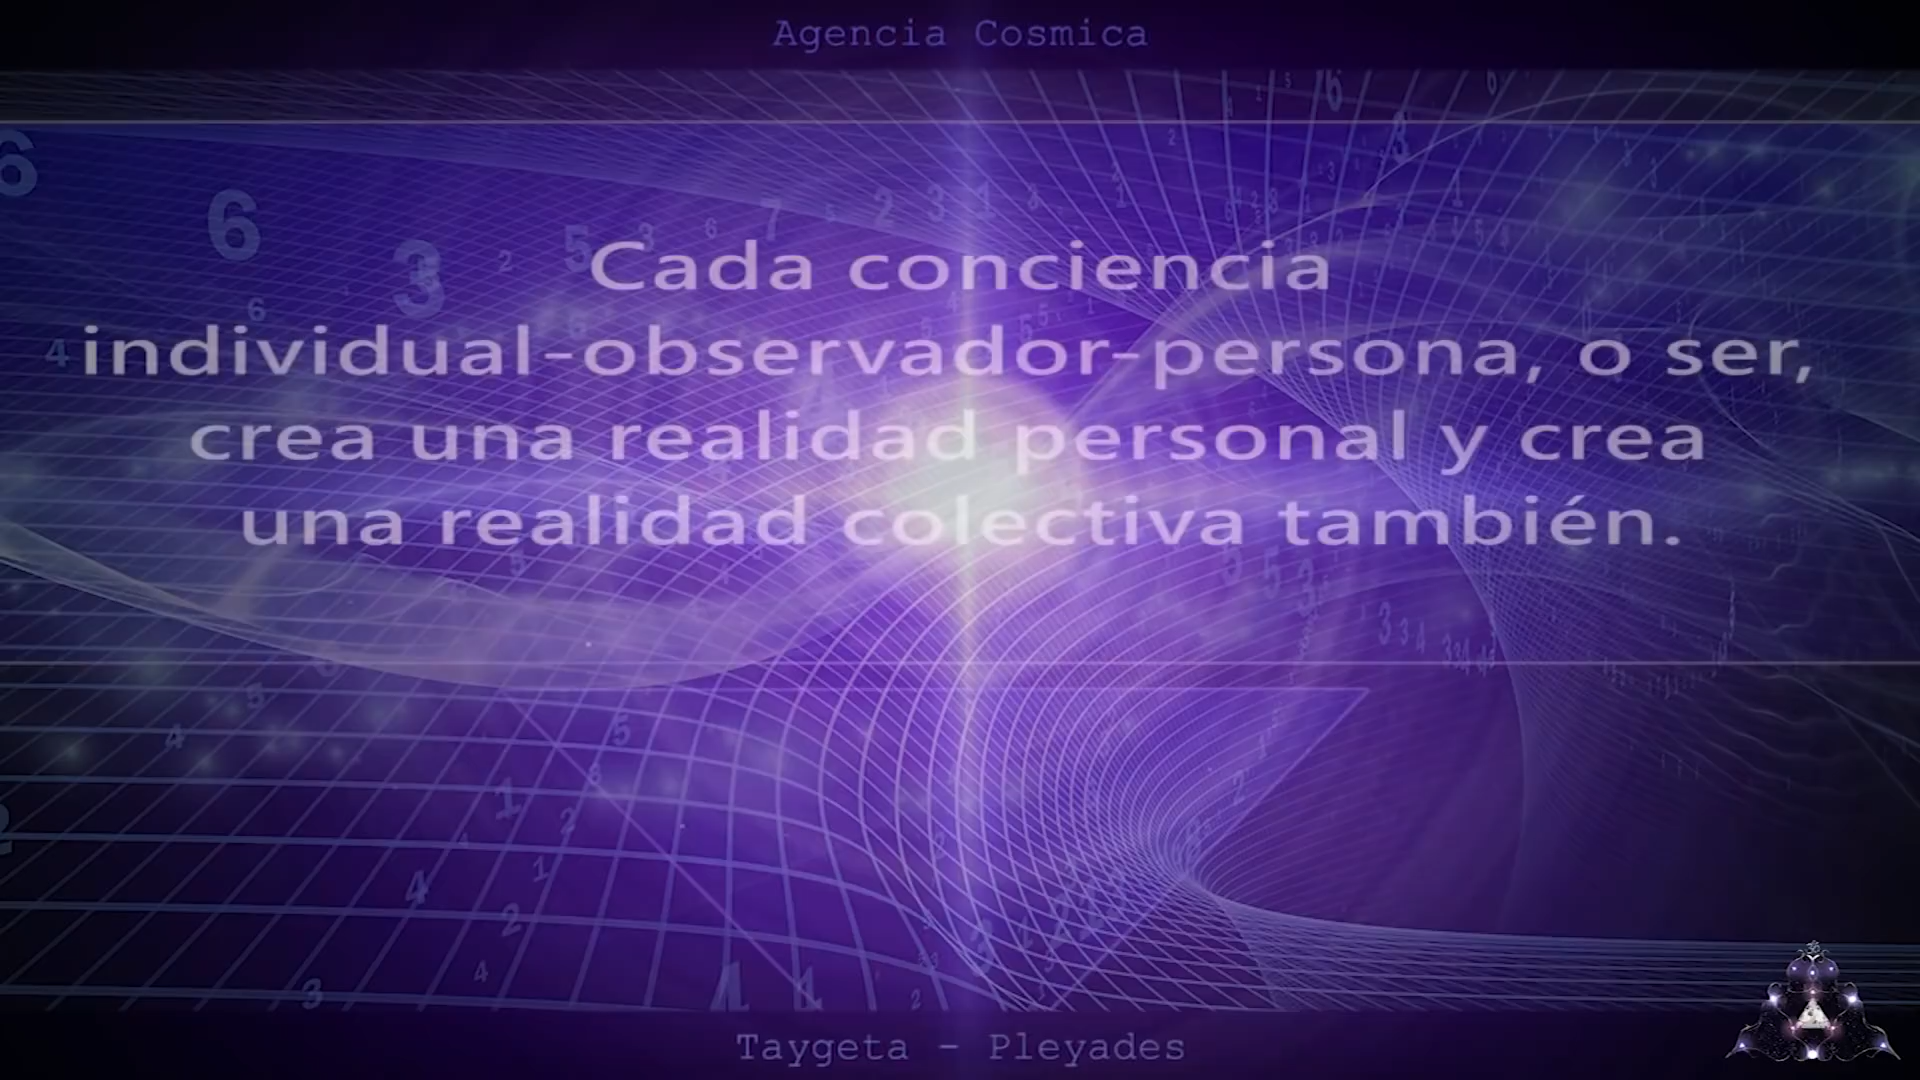 Agencia Cosmica
Cada conciencia
individual-observador-persona, o ser,
crea una realidad personal y crea
una realidad colectiva también.
Taygeta - Pleyades